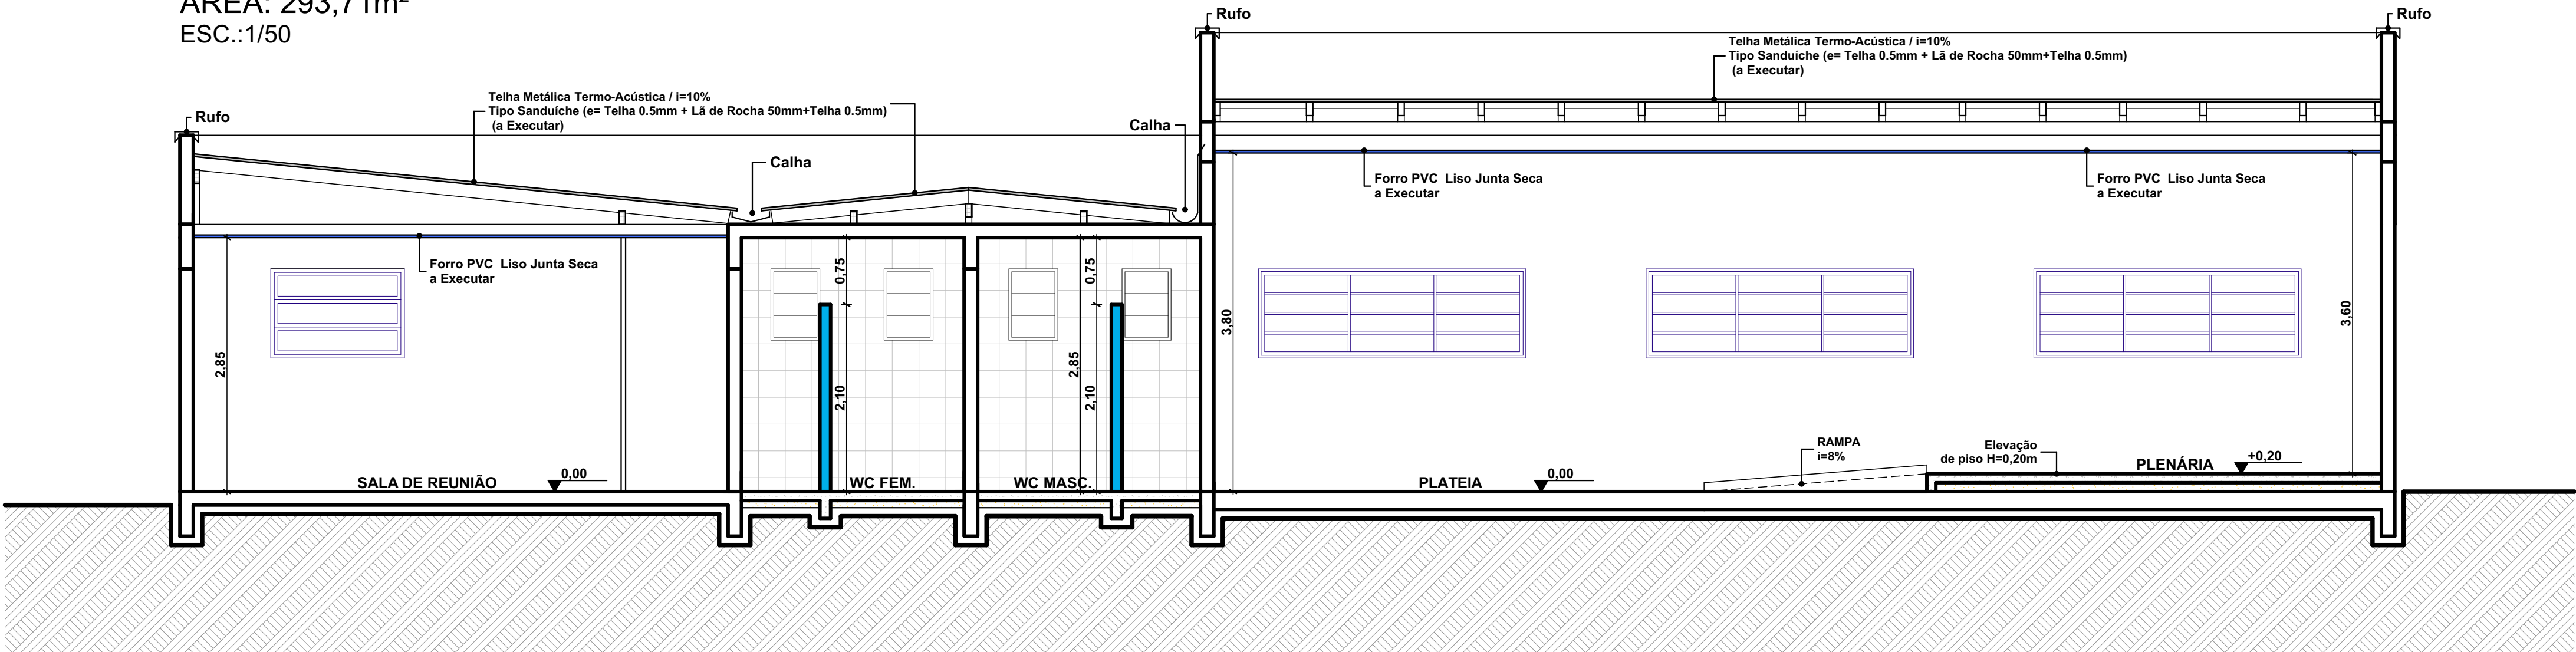 ÁREA: 293,71m²
ESC.:1/50
Rufo
Rufo
Telha Metálica Termo-Acústica / i=10%
Tipo Sanduíche (e= Telha 0.5mm + Lã de Rocha 50mm+Telha 0.5mm)
(a Executar)
Telha Metálica Termo-Acústica / i=10%
Tipo Sanduíche (e= Telha 0.5mm + Lã de Rocha 50mm+Telha 0.5mm)
(a Executar)
Rufo
Calha
Calha
Forro PVC Liso Junta Seca
a Executar
Forro PVC Liso Junta Seca
a Executar
Forro PVC Liso Junta Seca
a Executar
0,75
0,75
3,80
3,60
2,85
2,85
2,10
2,10
RAMPA
i=8%
Elevação
de piso H=0,20m
PLENÁRIA
+0,20
SALA DE REUNIÃO
0,00
WC FEM.
WC MASC.
PLATEIA
0,00